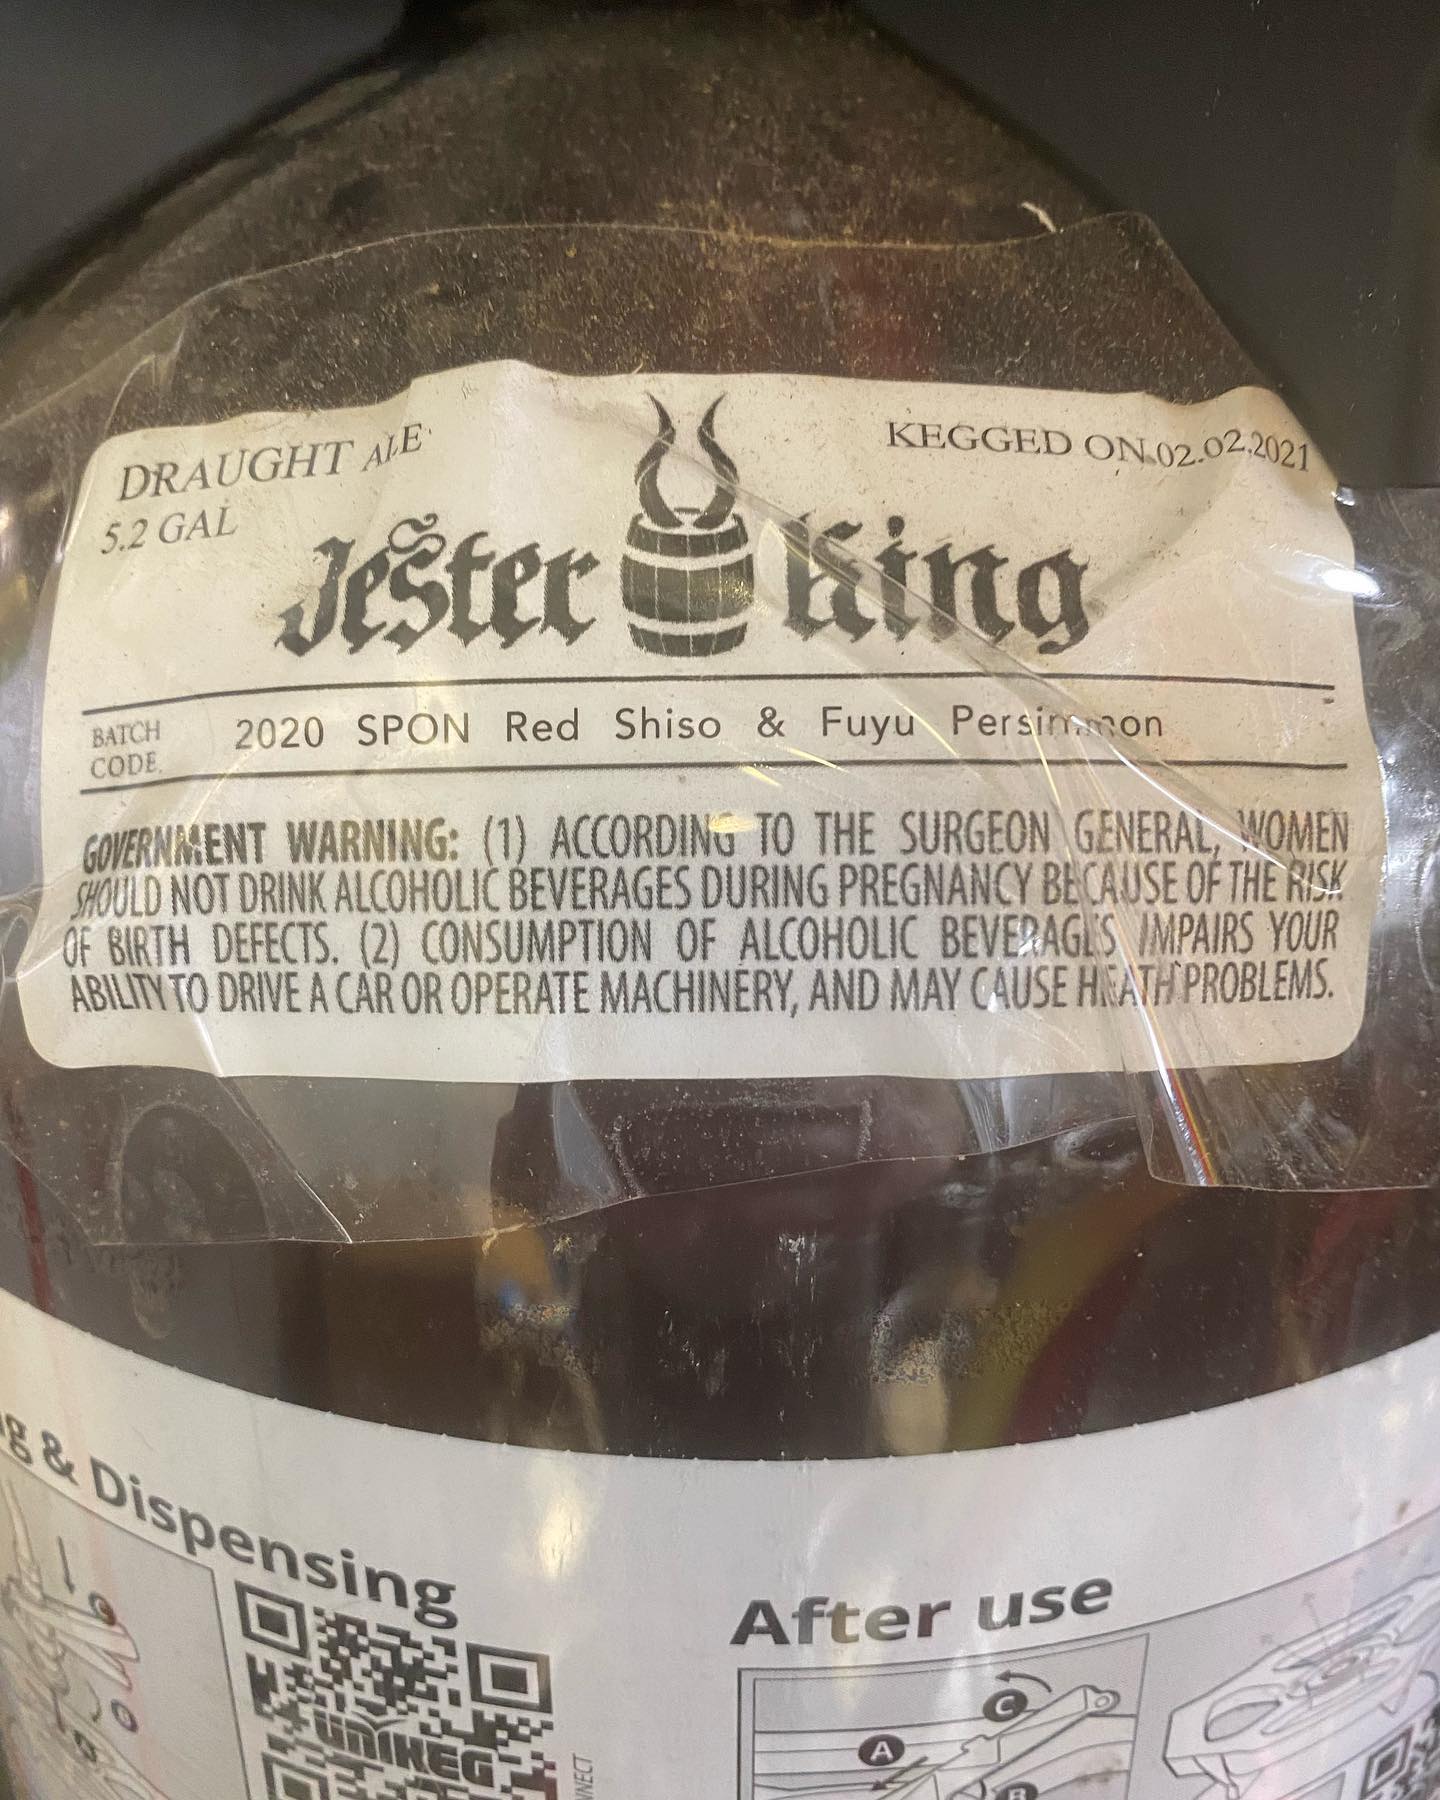 DRAUGHT ALE
5.2 GAL
KEGGED ON 02.02.2021
Jester King
BATCH
CODE.
2020 SPON Red Shiso & Fuyu Persimmon
GOVERNMENT WARNING: (1) ACCORDING TO THE SURGEON GENERAL, WOMEN
SHOULD NOT DRINK ALCOHOLIC BEVERAGES DURING PREGNANCY BECAUSE OF THE RISK
OF BIRTH DEFECTS. (2) CONSUMPTION OF ALCOHOLIC BEVERAGES IMPAIRS YOUR
ABILITY TO DRIVE A CAR OR OPERATE MACHINERY, AND MAY CAUSE HEATH PROBLEMS.
& Dispensing
UNIKEG
After use
C
A
B